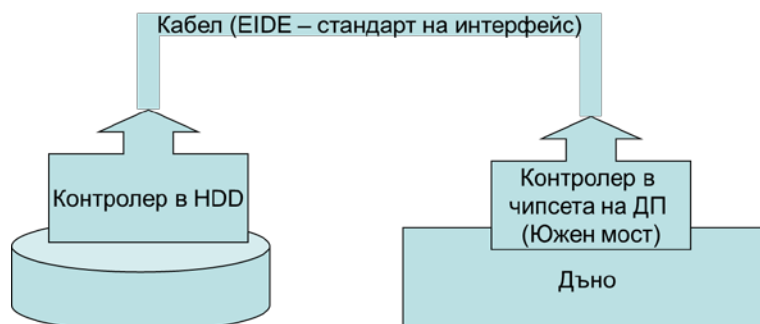 Кабел (EIDE – стандарт на интерфейс)
Контролер в HDD
Контролер в
чипсета на ДП
(Южен мост)
Дъно